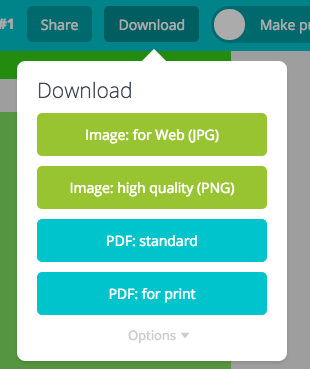 #1 Share Download Make pu
Download
Image: for Web (JPG)
Image: high quality (PNG)
PDF: standard
PDF: for print
Options